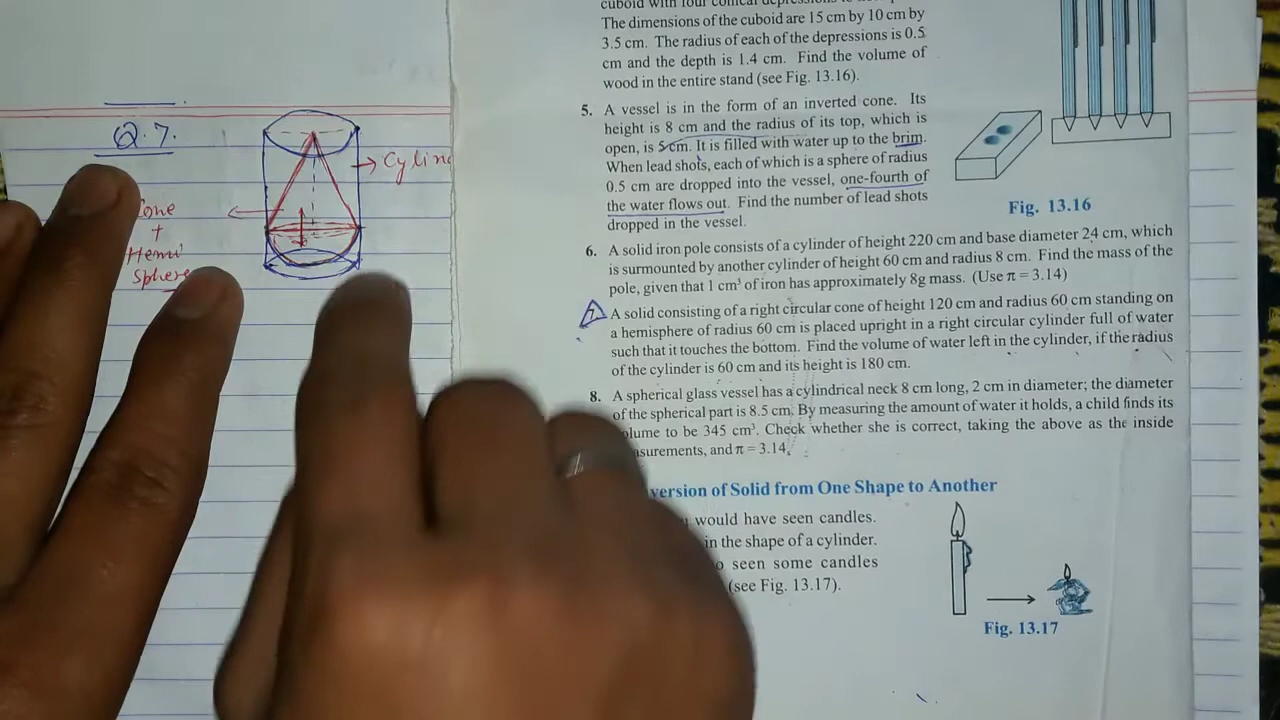 Q.7.
Cone
+
Hemi
sphere
cuboid with four conical depressions to
The dimensions of the cuboid are 15 cm by 10 cm by
3.5 cm. The radius of each of the depressions is 0.5
cm and the depth is 1.4 cm. Find the volume of
wood in the entire stand (see Fig. 13.16).
5. A vessel is in the form of an inverted cone. Its
height is 8 cm and the radius of its top, which is
open, is 5 cm. It is filled with water up to the brim.
When lead shots, each of which is a sphere of radius
0.5 cm are dropped into the vessel, one-fourth of
the water flows out. Find the number of lead shots
dropped in the vessel.
Fig. 13.16
6. A solid iron pole consists of a cylinder of height 220 cm and base diameter 24 cm, which
is surmounted by another cylinder of height 60 cm and radius 8 cm. Find the mass of the
pole, given that 1 cm³ of iron has approximately 8g mass. (Use π = 3.14)
7. A solid consisting of a right circular cone of height 120 cm and radius 60 cm standing on
a hemisphere of radius 60 cm is placed upright in a right circular cylinder full of water
such that it touches the bottom. Find the volume of water left in the cylinder, if the radius
of the cylinder is 60 cm and its height is 180 cm.
8. A spherical glass vessel has a cylindrical neck 8 cm long, 2 cm in diameter; the diameter
of the spherical part is 8.5 cm. By measuring the amount of water it holds, a child finds its
volume to be 345 cm³. Check whether she is correct, taking the above as the inside
measurements, and π = 3.14.
version of Solid from One Shape to Another
would have seen candles.
in the shape of a cylinder.
seen some candles
(see Fig. 13.17).
Fig. 13.17